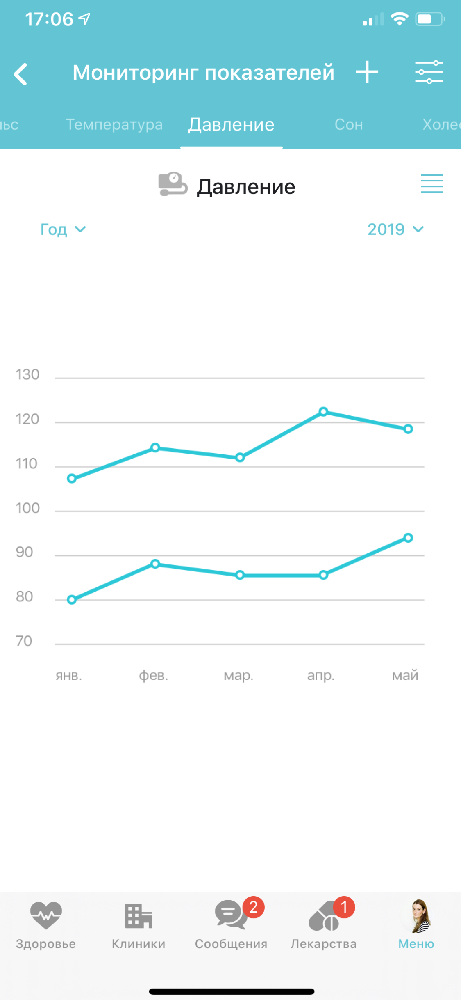 17:06
Мониторинг показателей
Температура Давление Сон
Давление
Год 2019
130
120
110
100
90
80
70
янв. фев. мар. апр. май
2 1
Здоровье Клиники Сообщения Лекарства Меню